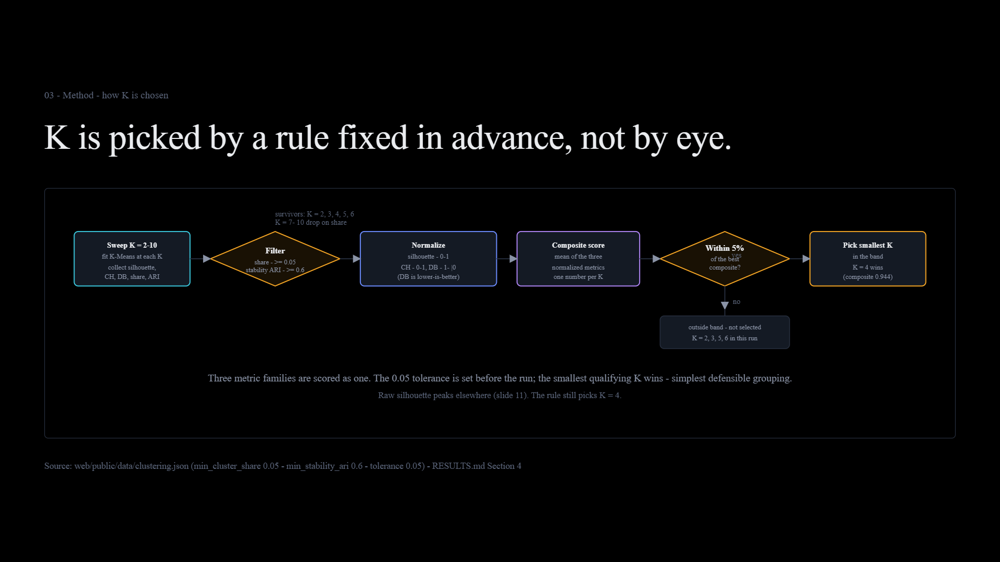 03 - Method - how K is chosen
K is picked by a rule fixed in advance, not by eye.
survivors: K = 2, 3, 4, 5, 6
K = 7- 10 drop on share
Sweep K = 2-10
fit K-Means at each K
collect silhouette,
CH, DB, share, ARI
Filter
share - >= 0.05
stability ARI - >= 0.6
Normalize
silhouette - 0-1
CH - 0-1, DB - 1- |0
(DB is lower-is-better)
Composite score
mean of the three
normalized metrics
one number per K
Within 5%
yes
of the best
composite?
Pick smallest K
in the band
K = 4 wins
(composite 0.944)
no
outside band - not selected
K = 2, 3, 5, 6 in this run
Three metric families are scored as one. The 0.05 tolerance is set before the run; the smallest qualifying K wins - simplest defensible grouping.
Raw silhouette peaks elsewhere (slide 11). The rule still picks K = 4.
Source: web/public/data/clustering.json (min_cluster_share 0.05 - min_stability_ari 0.6 - tolerance 0.05) - RESULTS.md Section 4